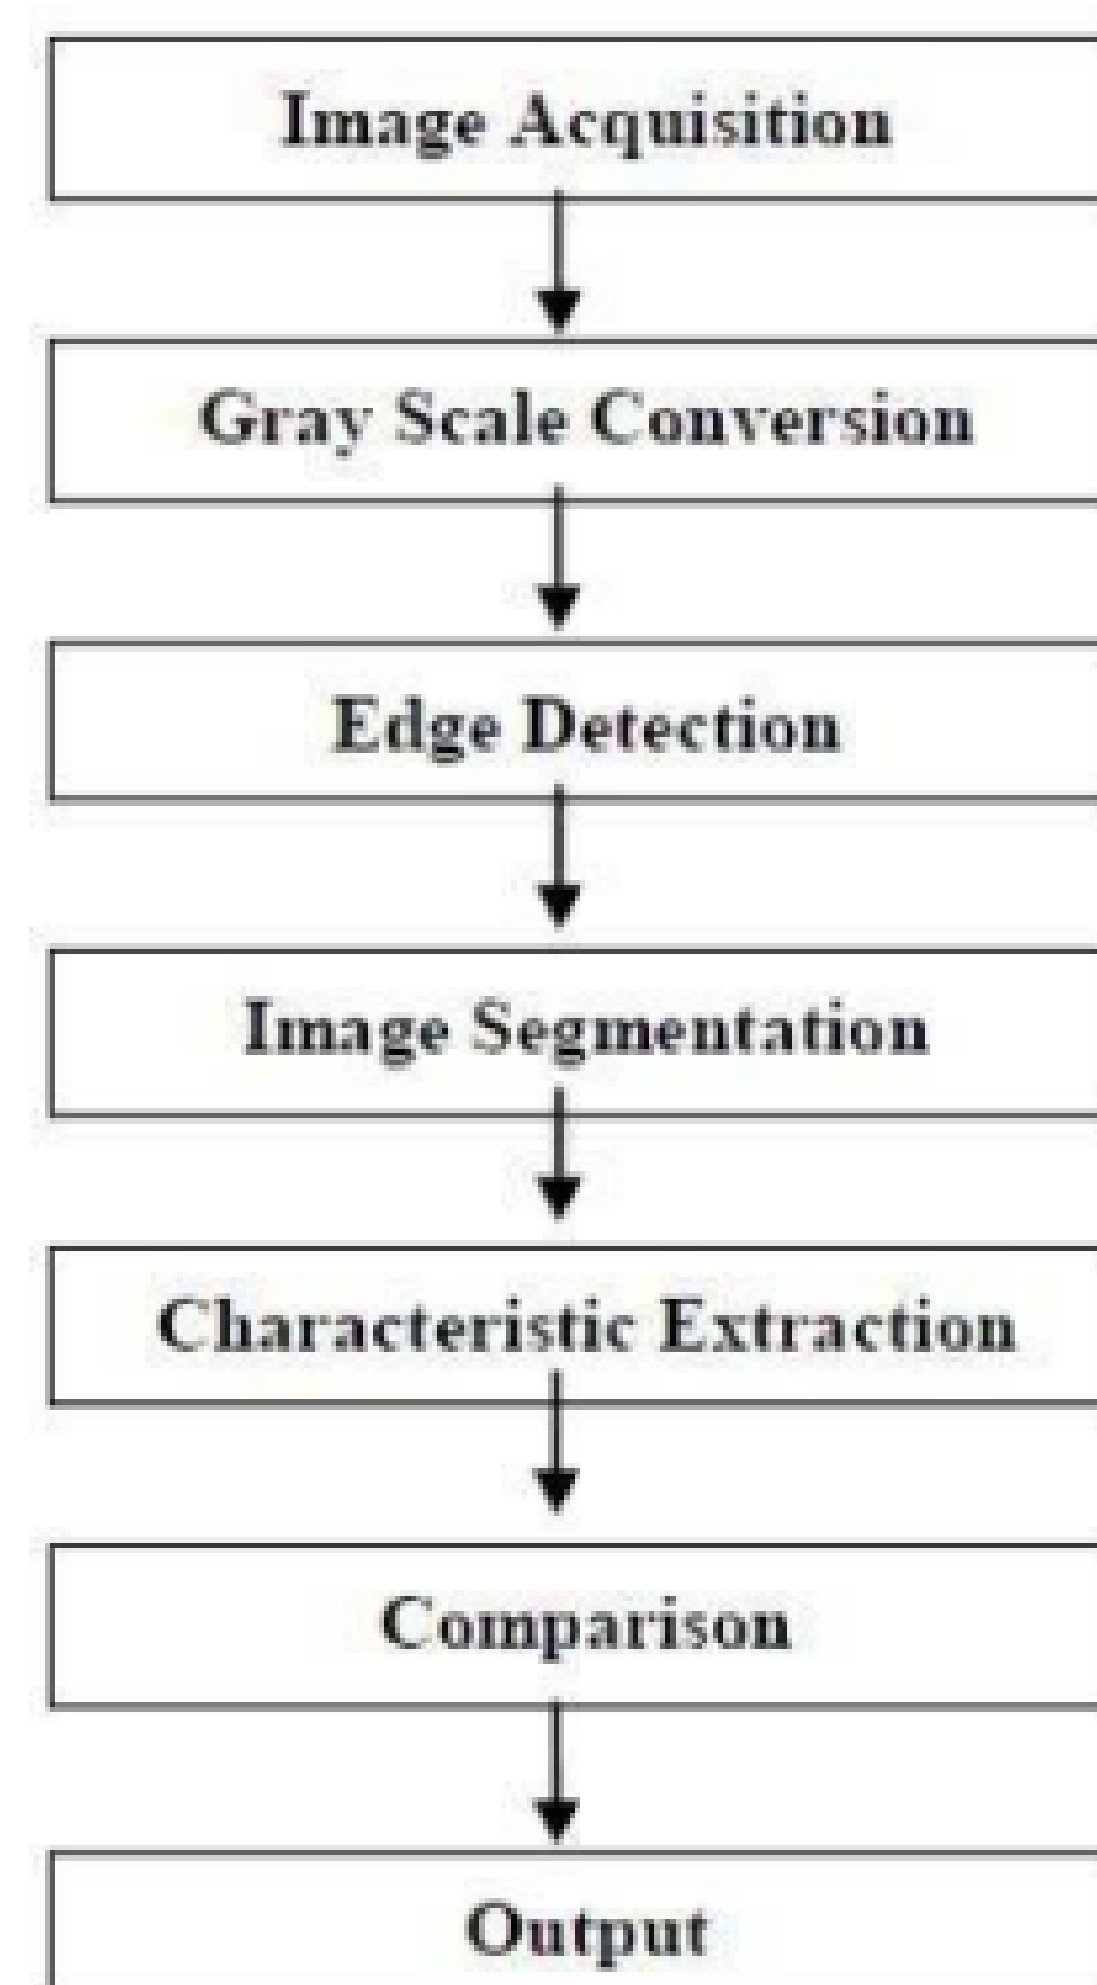 Image Acquisition
Gray Scale Conversion
Edge Detection
Image Segmentation
Characteristic Extraction
Comparison
Output